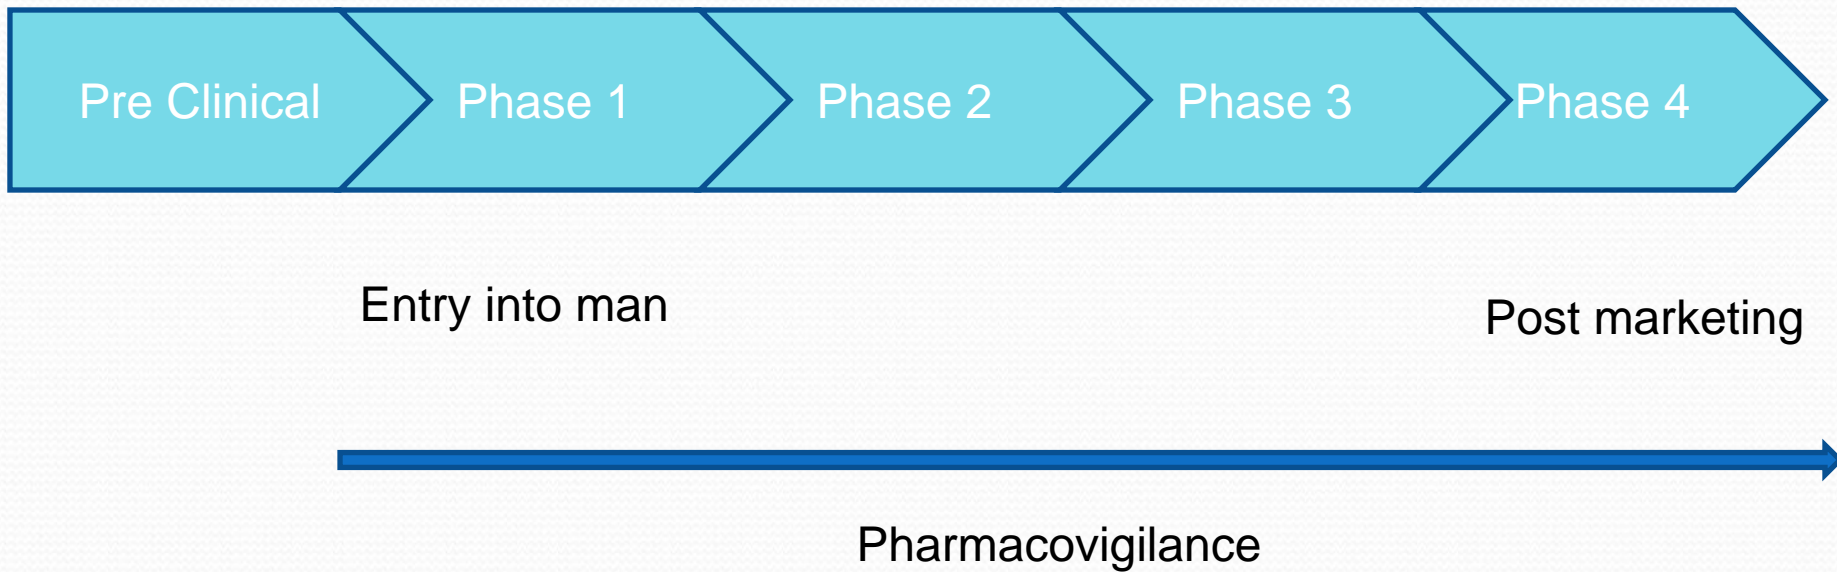 Pre Clinical
Phase 1
Phase 2
Phase 3
Phase 4
Entry into man
Post marketing
Pharmacovigilance